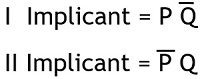 I Implicant = P Q̅
II Implicant = P̅ Q